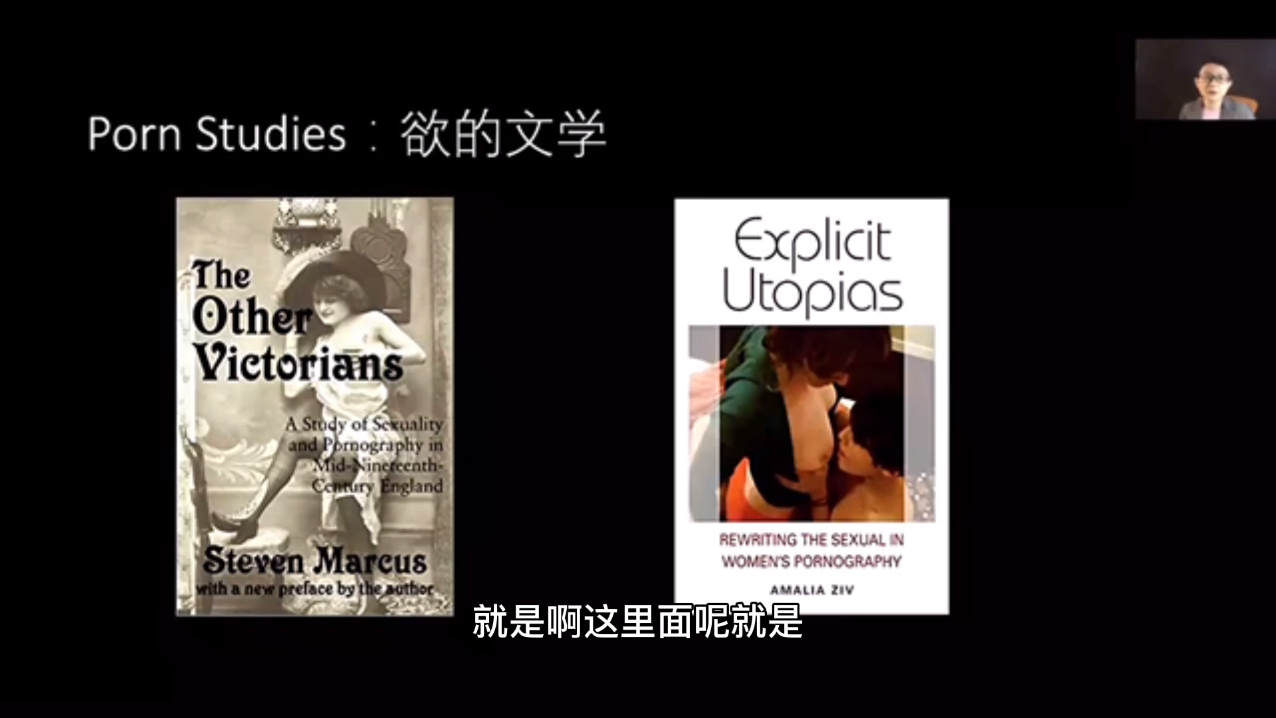 Porn Studies：欲的文学
The
Other
Victorians
A Study of Sexuality
and Pornography in
Mid-Nineteenth-
Century England
Steven Marcus
with a new preface by the author
Explicit
Utopias
REWRITING THE SEXUAL IN
WOMEN'S PORNOGRAPHY
AMALIA ZIV
就是啊这里面呢就是